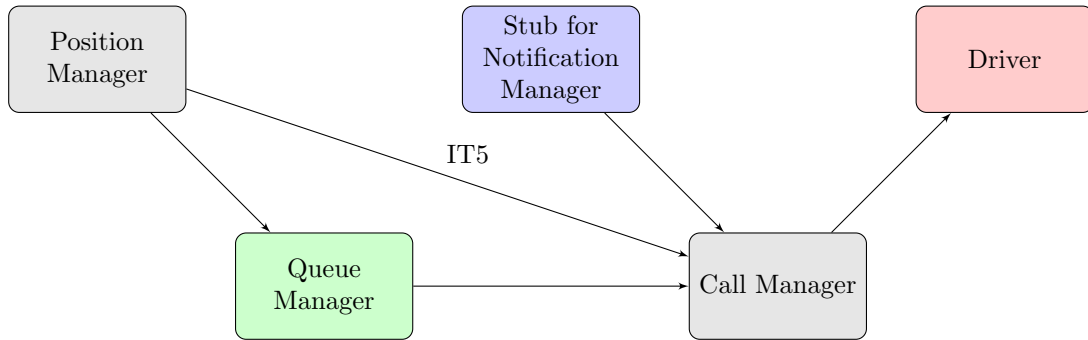 Position
Manager
Stub for
Notification
Manager
Driver
IT5
Queue
Manager
Call Manager